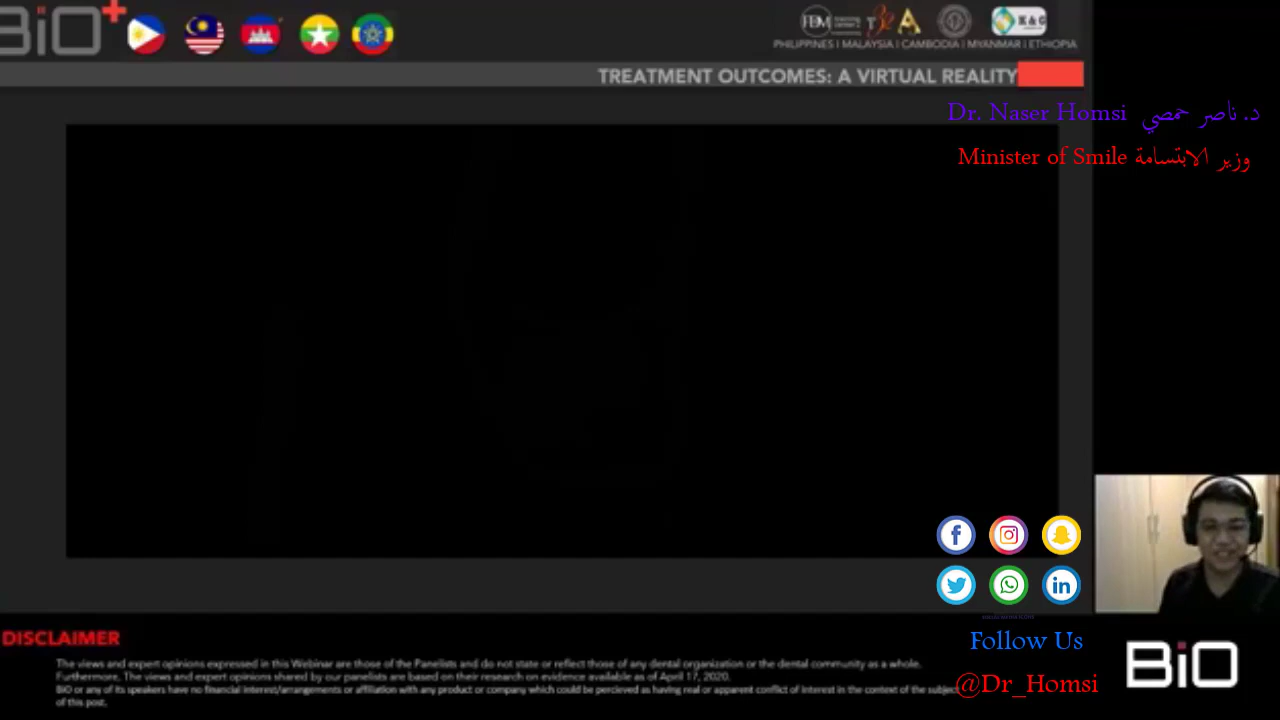 BiO+
FDM
K&G
PHILIPPINES | MALAYSIA | CAMBODIA | MYANMAR | ETHIOPIA
TREATMENT OUTCOMES: A VIRTUAL REALITY
Dr. Naser Homsi د. ناصر حمصي
Minister of Smile وزير الابتسامة
Follow Us
@Dr_Homsi
BiO
DISCLAIMER
The views and expert opinions expressed in this Webinar are those of the Panelists and do not state or reflect those of any dental organization or the dental community as a whole.
Furthermore, The views and expert opinions shared by our panelists are based on their research on evidence available as of April 17, 2020.
BiO or any of its speakers have no financial interest/arrangements or affiliation with any product or company which could be percieved as having real or apparent conflict of interest in the context of the subject
of this post.